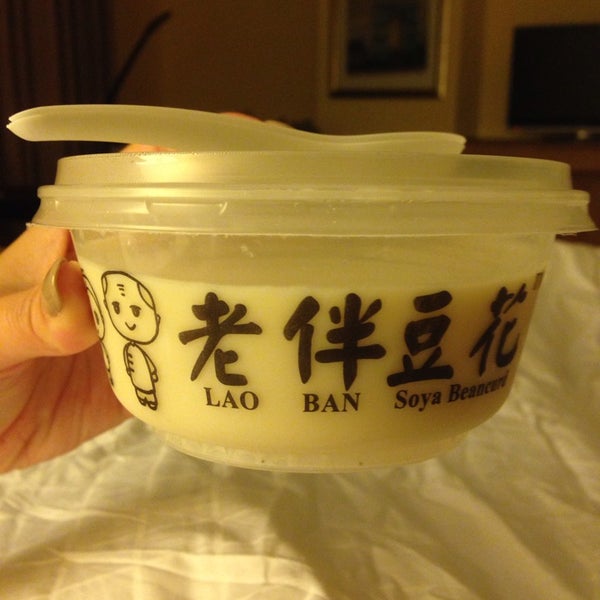 老伴豆花
LAO BAN Soya Beancurd